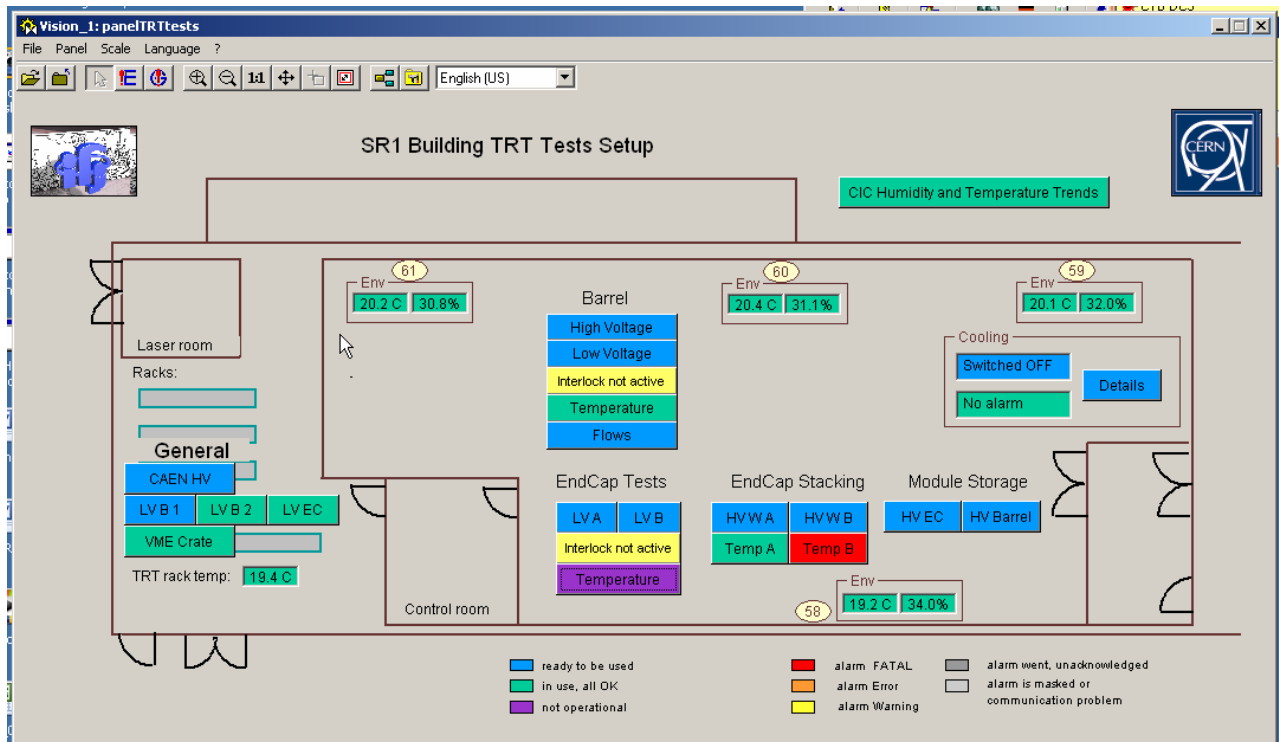 Vision_1: panelTRTtests
File Panel Scale Language ?
1:1 English (US)
SR1 Building TRT Tests Setup
CERN
CIC Humidity and Temperature Trends
61
Env
20.2 C 30.8%
60
Env
20.4 C 31.1%
59
Env
20.1 C 32.0%
Barrel
High Voltage
Low Voltage
Interlock not active
Temperature
Flows
Cooling
Switched OFF
No alarm
Details
Laser room
Racks:
General
CAEN HV
LV B 1 LV B 2 LV EC
VME Crate
TRT rack temp: 19.4 C
EndCap Tests
LV A LV B
Interlock not active
Temperature
EndCap Stacking
HV W A HV W B
Temp A Temp B
Module Storage
HV EC HV Barrel
Control room
58
Env
19.2 C 34.0%
ready to be used
in use, all OK
not operational
alarm FATAL
alarm Error
alarm Warning
alarm went, unacknowledged
alarm is masked or
communication problem